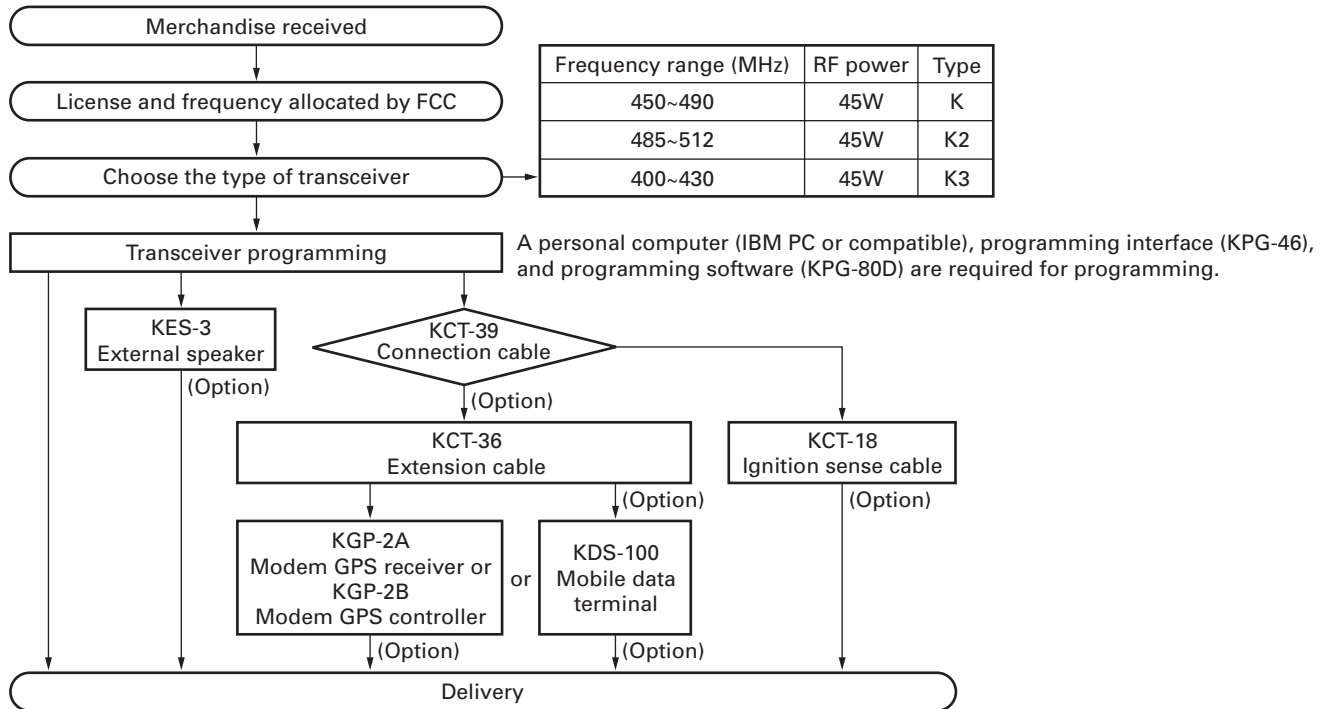 Merchandise received
License and frequency allocated by FCC
Choose the type of transceiver
Frequency range (MHz) RF power Type
450~490 45W K
485~512 45W K2
400~430 45W K3
Transceiver programming
A personal computer (IBM PC or compatible), programming interface (KPG-46),
and programming software (KPG-80D) are required for programming.
KES-3
External speaker
(Option)
KCT-39
Connection cable
(Option)
KCT-36
Extension cable
(Option)
KCT-18
Ignition sense cable
(Option)
KGP-2A
Modem GPS receiver or
KGP-2B
Modem GPS controller
(Option)
or
KDS-100
Mobile data
terminal
(Option)
Delivery